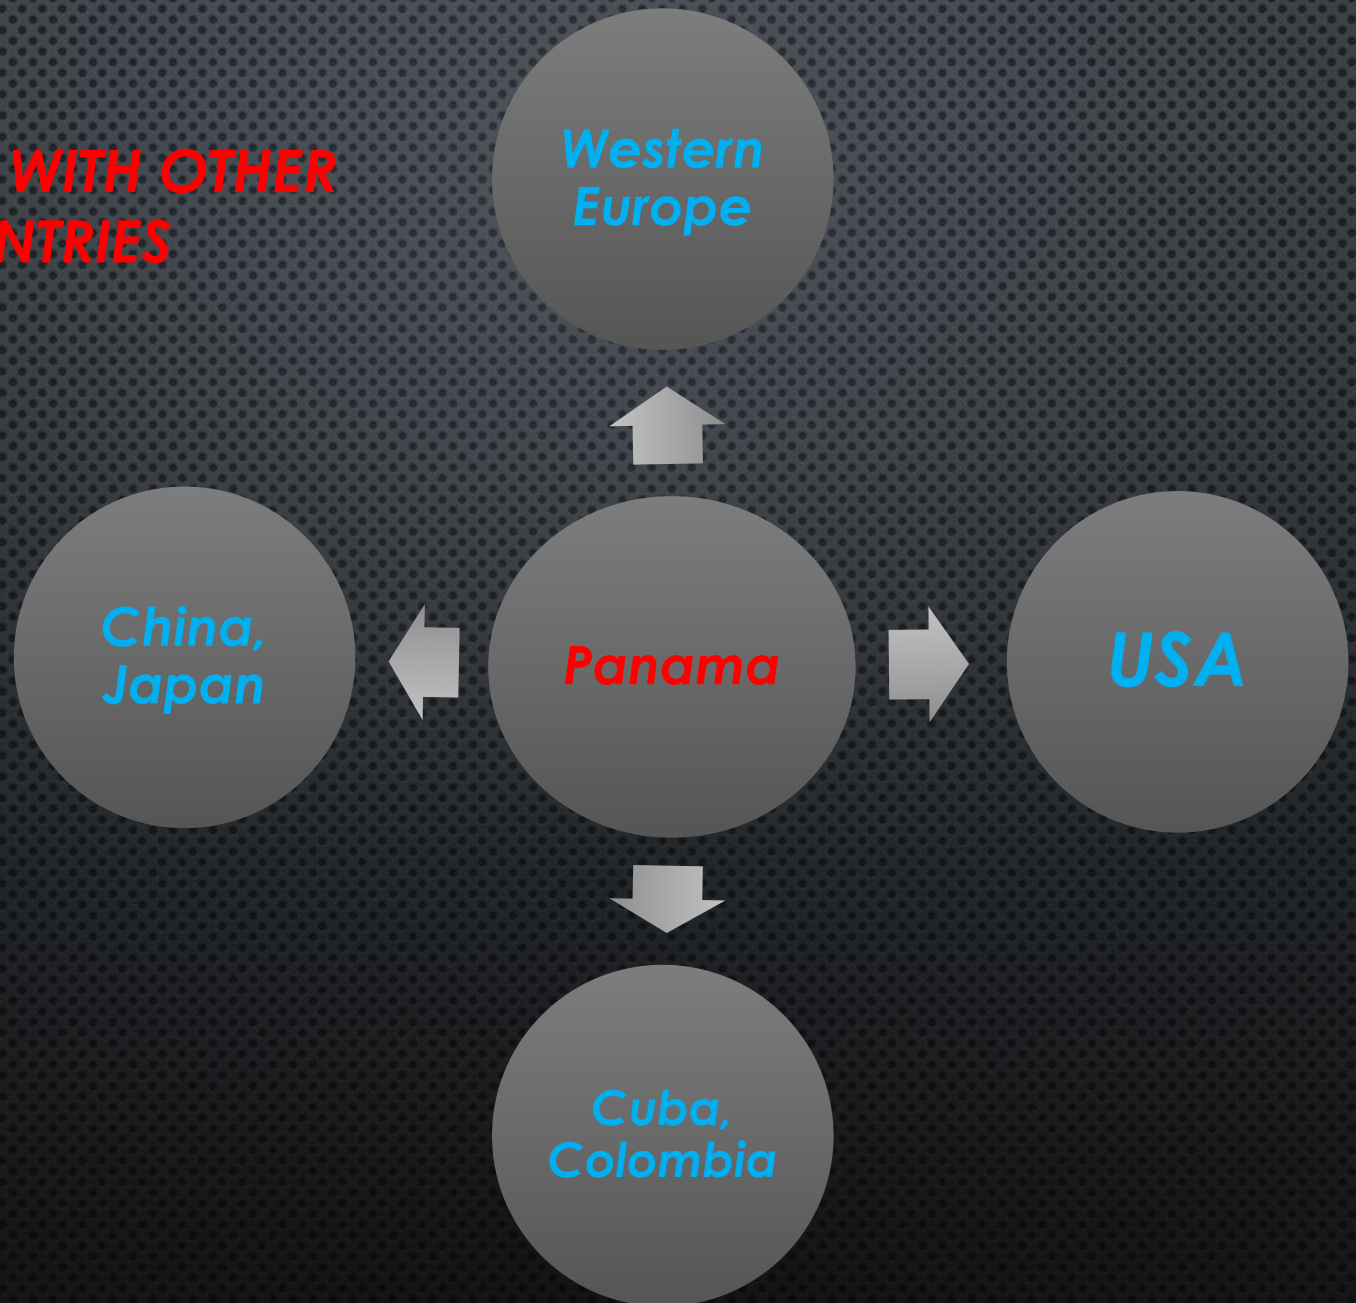 WITH OTHER
NTRIES
Western
Europe
China,
Japan
Panama
USA
Cuba,
Colombia